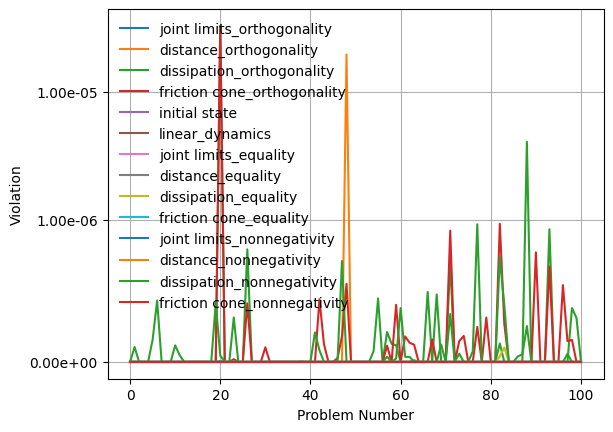 joint limits_orthogonality
distance_orthogonality
dissipation_orthogonality
friction cone_orthogonality
initial state
linear_dynamics
joint limits_equality
distance_equality
dissipation_equality
friction cone_equality
joint limits_nonnegativity
distance_nonnegativity
dissipation_nonnegativity
friction cone_nonnegativity
1.00e-05
1.00e-06
0.00e+00
Violation
0 20 40 60 80 100
Problem Number